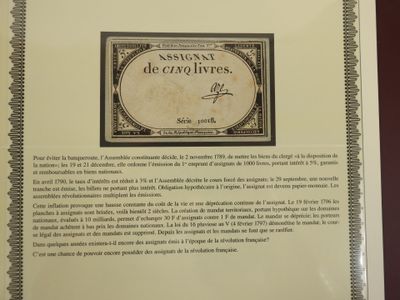 ASSIGNAT
de CINQ livres.
Série 10018.
Pour éviter la banqueroute, l'Assemblée constituante décide, le 2 novembre 1789, de mettre les biens du clergé «à la disposition de
la nation»; les 19 et 21 décembre, elle ordonne l'émission du 1er emprunt d'assignats de 1000 livres, portant intérêt à 5%, garantis
et remboursables en biens nationaux.
En avril 1790, le taux d'intérêt est réduit à 3% et l'Assemblée décrète le cours forcé des assignats; le 29 septembre, une nouvelle
tranche est émise, les billets ne portant plus intérêt. Obligation hypothécaire à l'origine, l'assignat est devenu papier-monnaie. Les
assemblées révolutionnaires multiplient les émissions.
Cette inflation provoque une hausse constante du coût de la vie et une dépréciation continue de l'assignat. Le 19 février 1796 les
planches à assignats sont brisées, voilà bientôt 2 siècles. La création de mandat territoriaux, portant hypothèque sur les domaines
nationaux, évalués à milliards, permet d'échanger 30 F d'assignats contre 1 F de mandat. Le mandat se déprécie; les porteurs
de mandat achètent à bas prix les domaines nationaux. La loi de 16 pluviose an V (4 février 1797) démonétise le mandat, le cours
légal des assignats et des mandats est supprimé. Depuis les assignats et les mandats se font que se raréfier.
Dans quelques années existera-t-il encore des assignats émis à l'époque de la révolution française?
C'est une chance de pouvoir encore posséder des assignats de la révolution française.